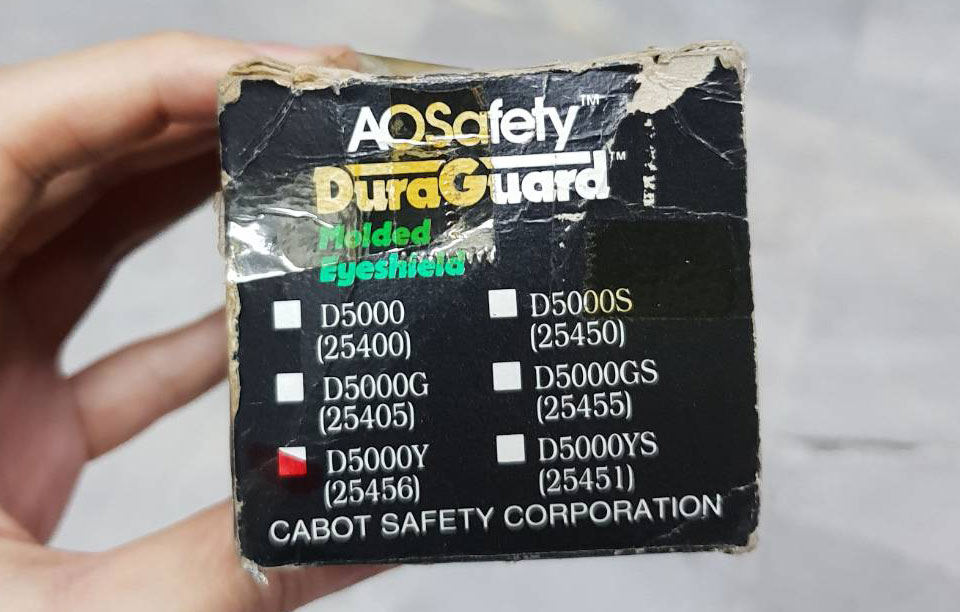 AOSafety™
DuraGuard™
Molded
Eyeshield
D5000
(25400)
D5000S
(25450)
D5000G
(25405)
D5000GS
(25455)
D5000Y
(25456)
D5000YS
(25451)
CABOT SAFETY CORPORATION